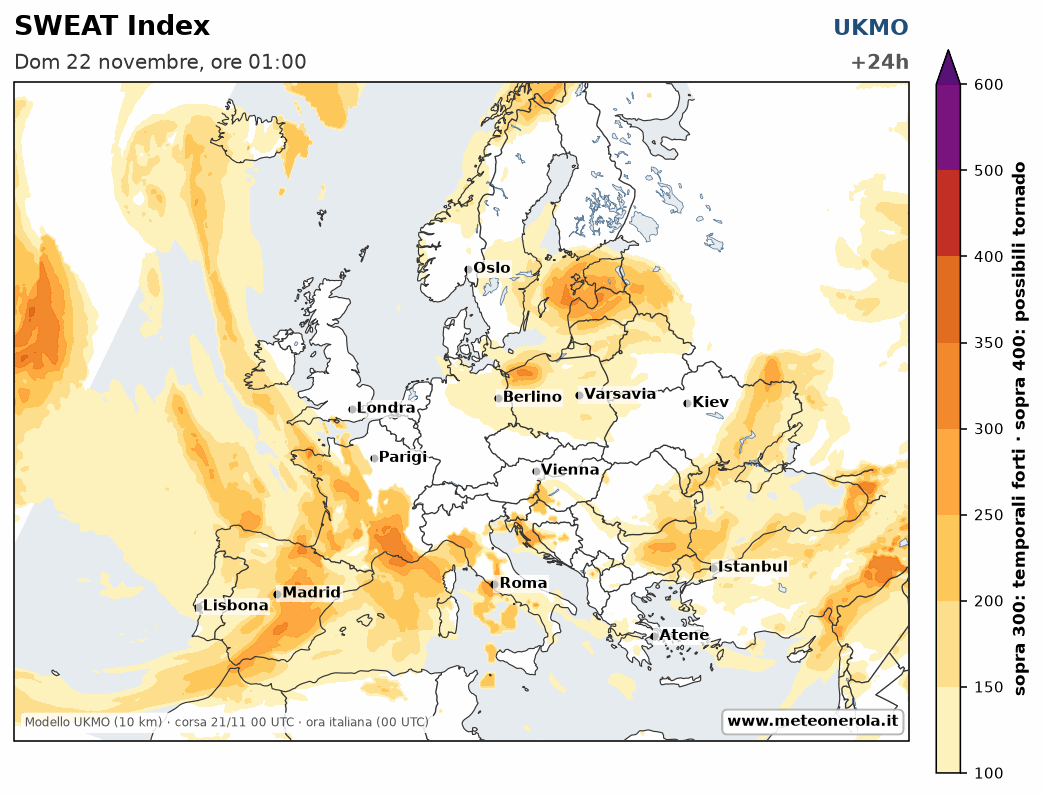 SWEAT Index
UKMO
Dom 22 novembre, ore 01:00
+24h
600
500
400
350
300
250
200
150
100
sopra 300: temporali forti · sopra 400: possibili tornado
Oslo
Londra
Berlino
Varsavia
Kiev
Parigi
Vienna
Istanbul
Roma
Madrid
Lisbona
Atene
Modello UKMO (10 km) · corsa 21/11 00 UTC · ora italiana (00 UTC)
www.meteonerola.it